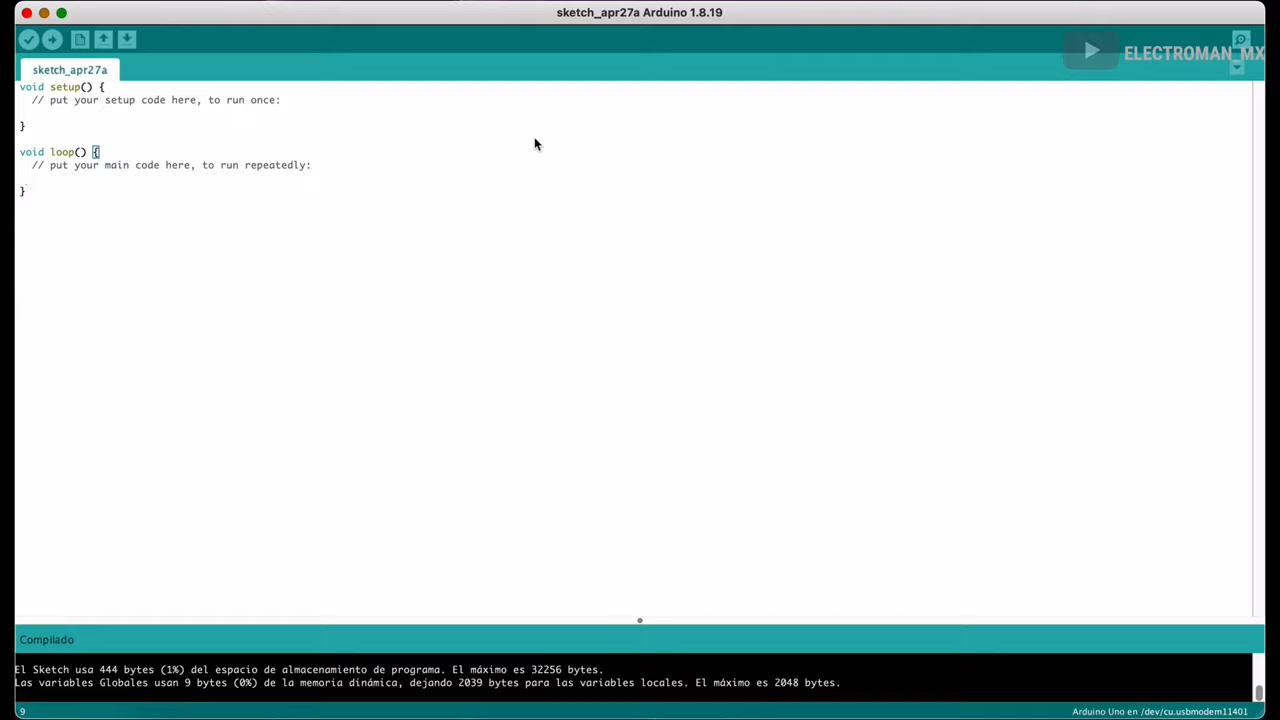 sketch_apr27a Arduino 1.8.19
ELECTROMAN_MX
sketch_apr27a
void setup() {
  // put your setup code here, to run once:
}
void loop() {
  // put your main code here, to run repeatedly:
}
Compilado
El Sketch usa 444 bytes (1%) del espacio de almacenamiento de programa. El máximo es 32256 bytes.
Las variables Globales usan 9 bytes (0%) de la memoria dinámica, dejando 2039 bytes para las variables locales. El máximo es 2048 bytes.
9
Arduino Uno en /dev/cu.usbmodem11401